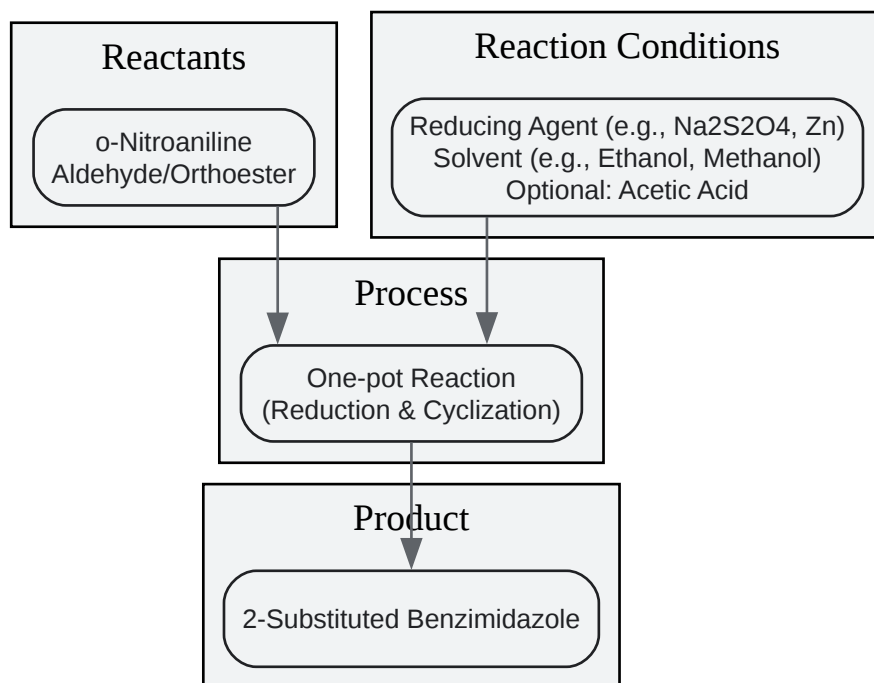 Reactants
o-Nitroaniline
Aldehyde/Orthoester
Reaction Conditions
Reducing Agent (e.g., Na2S2O4, Zn)
Solvent (e.g., Ethanol, Methanol)
Optional: Acetic Acid
Process
One-pot Reaction
(Reduction & Cyclization)
Product
2-Substituted Benzimidazole